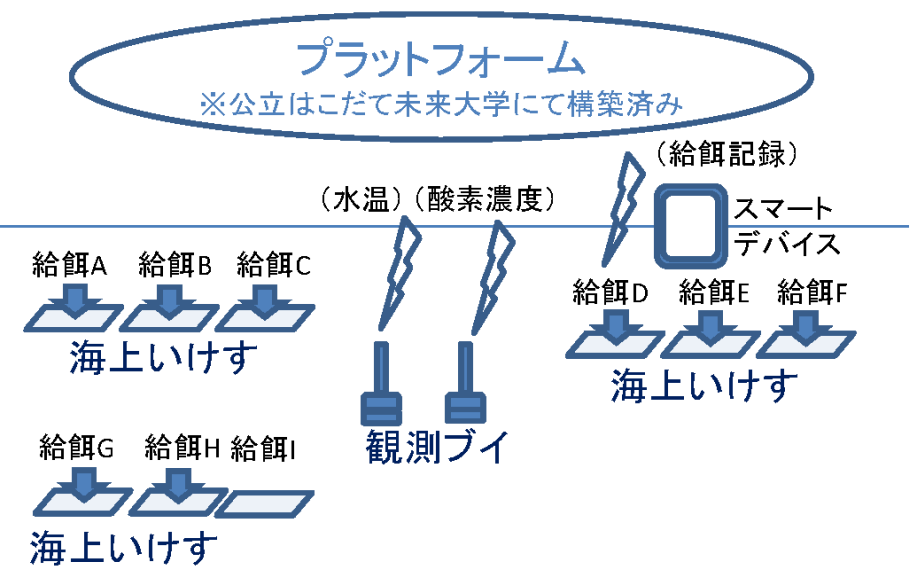 プラットフォーム
※公立はこだて未来大学にて構築済み
（給餌記録）
（水温）（酸素濃度）
スマート
デバイス
給餌A 給餌B 給餌C
給餌D 給餌E 給餌F
海上いけす
海上いけす
給餌G 給餌H 給餌I
観測ブイ
海上いけす